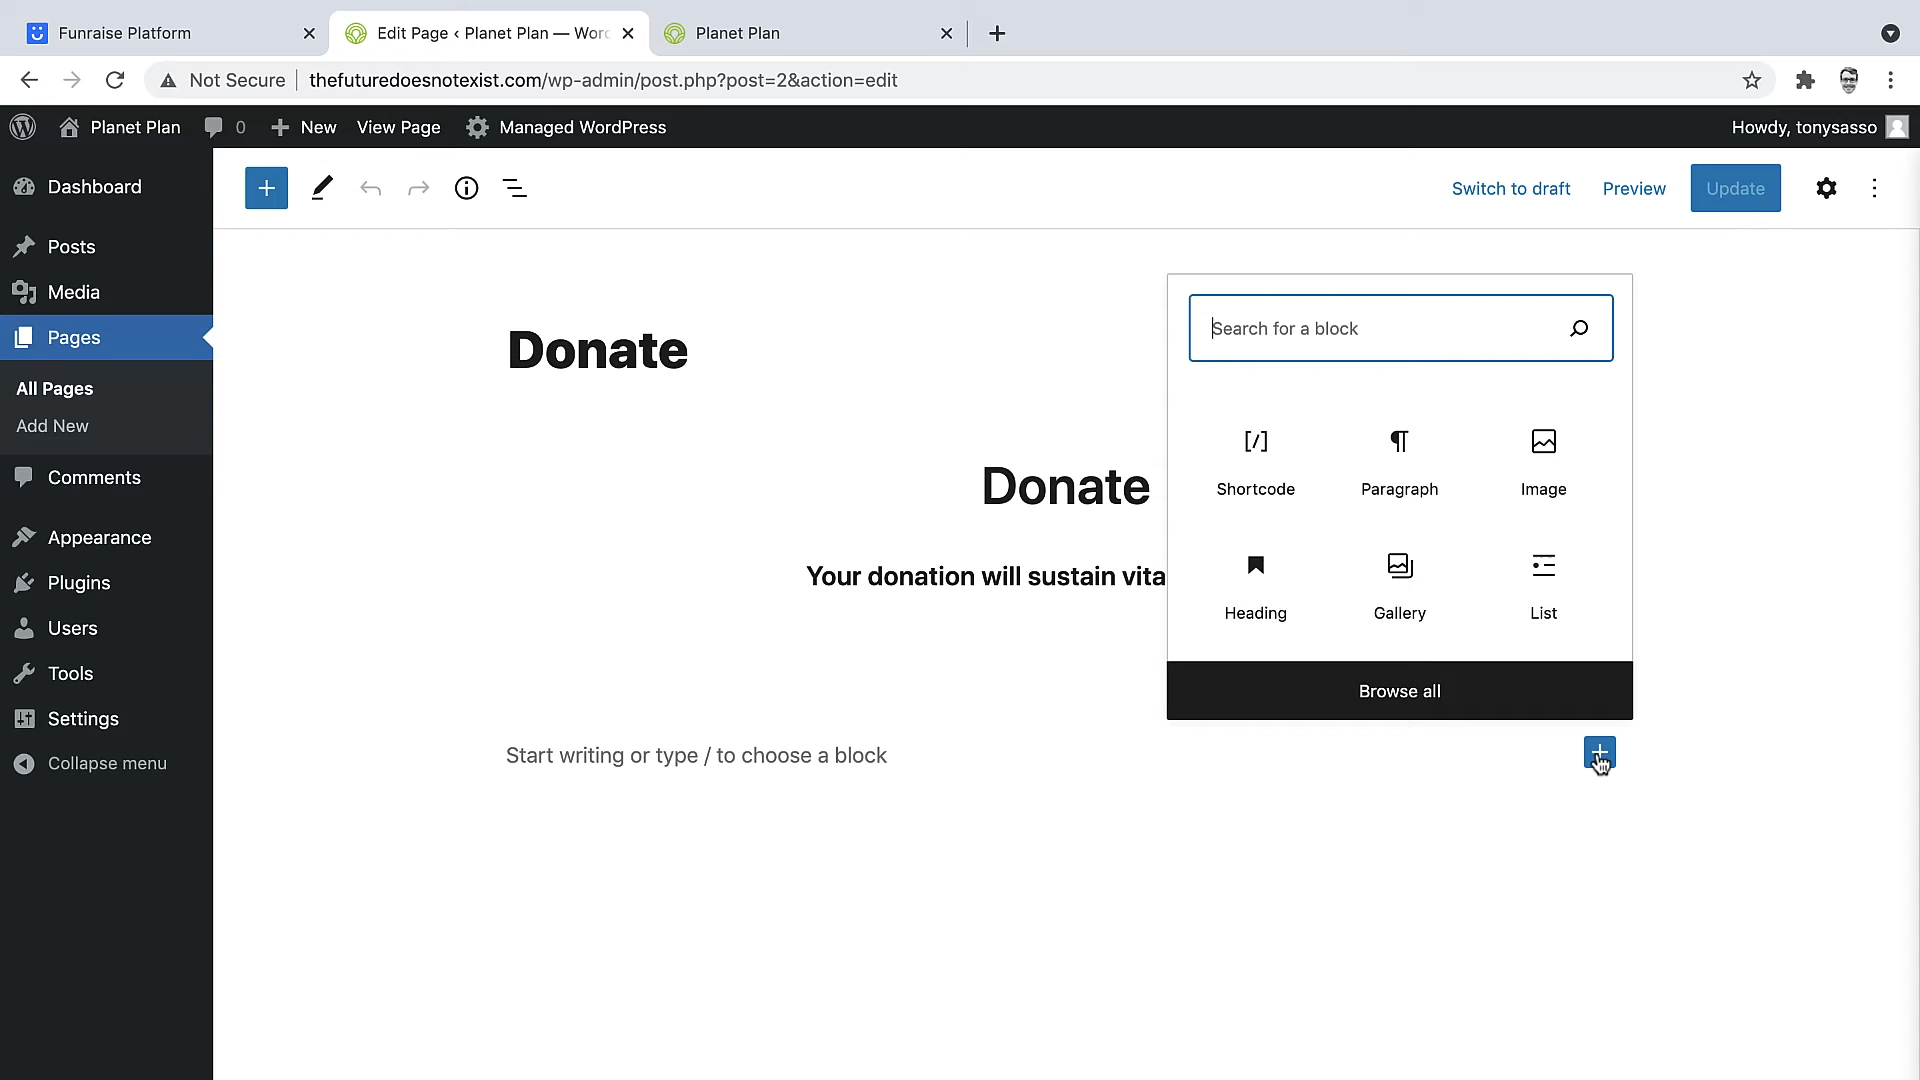 Funraise Platform
Edit Page ‹ Planet Plan — Word
Planet Plan
Not Secure
thefuturedoesnotexist.com/wp-admin/post.php?post=2&action=edit
Planet Plan
0
New
View Page
Managed WordPress
Howdy, tonysasso
Dashboard
Posts
Media
Pages
All Pages
Add New
Comments
Appearance
Plugins
Users
Tools
Settings
Collapse menu
Switch to draft
Preview
Update
Donate
Donate
Your donation will sustain vita
Start writing or type / to choose a block
Search for a block
Shortcode
Paragraph
Image
Heading
Gallery
List
Browse all